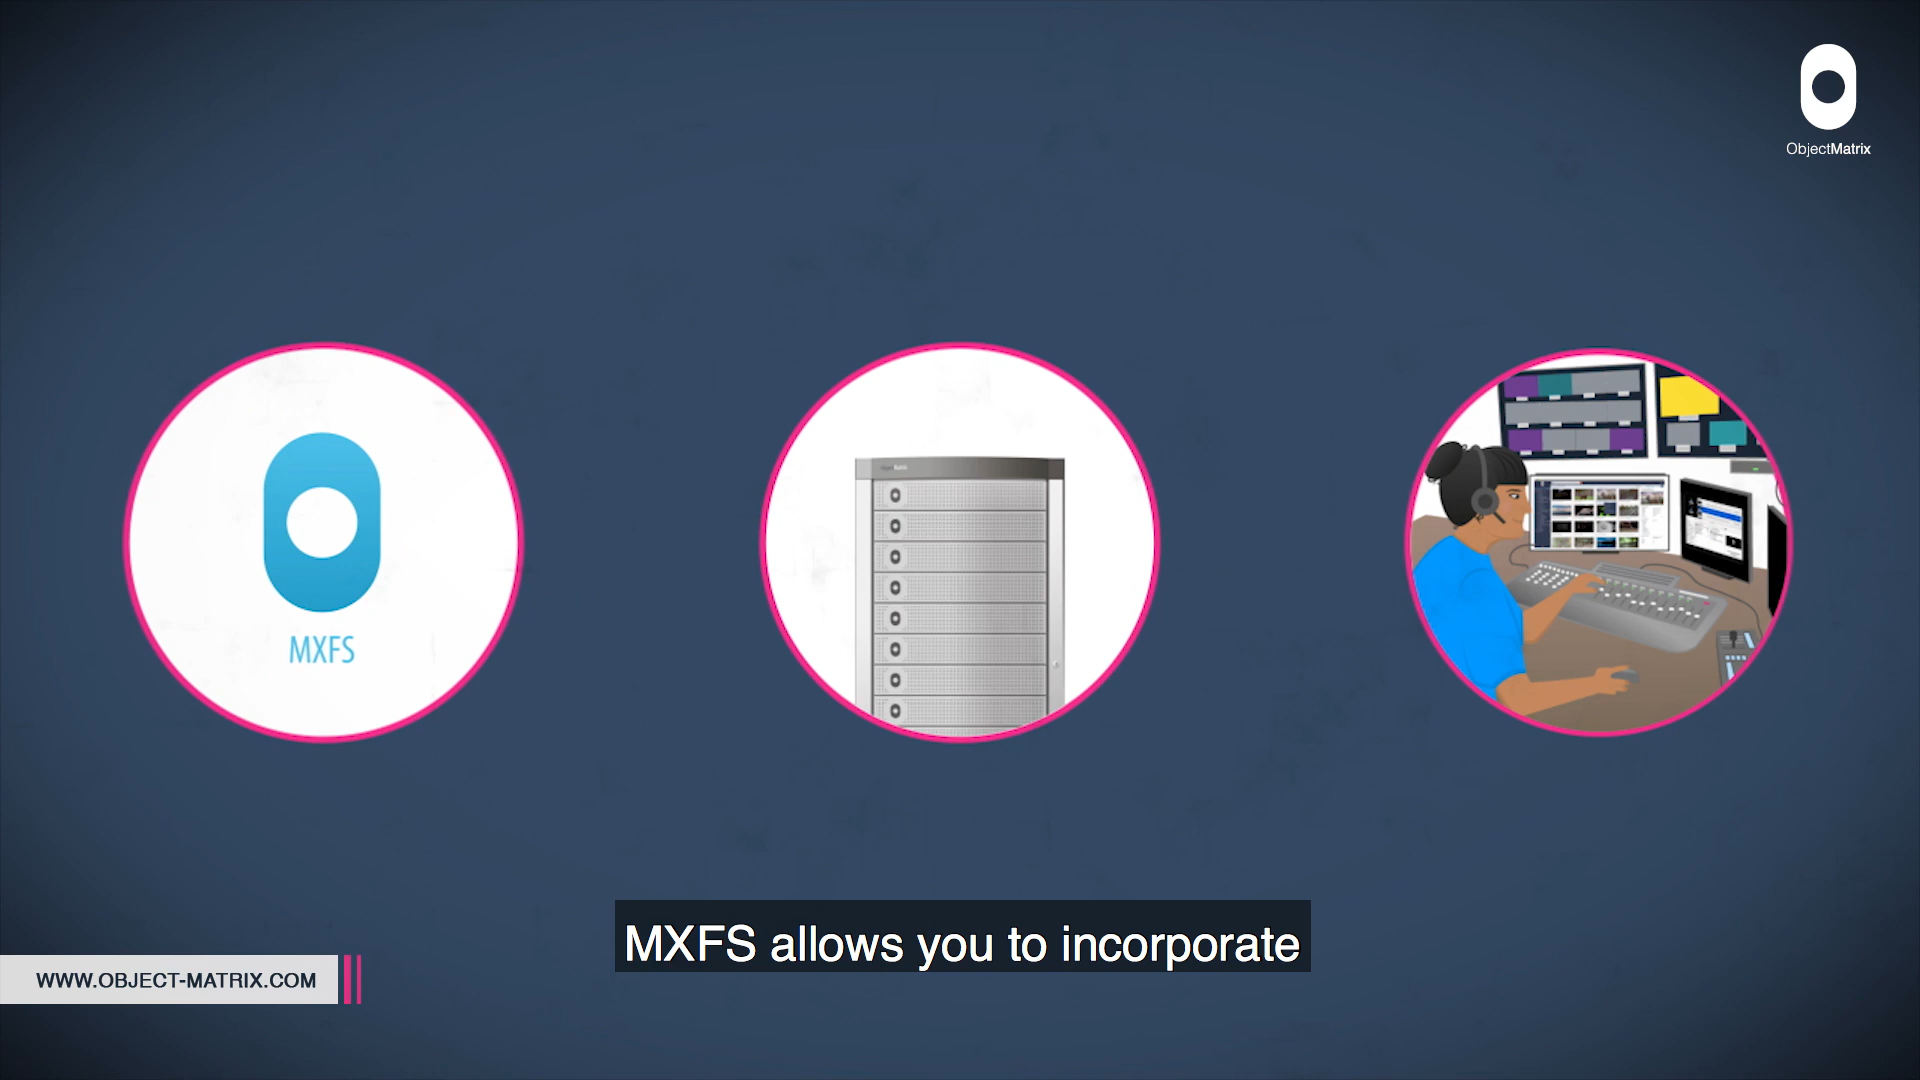 ObjectMatrix
MXFS
MXFS allows you to incorporate
WWW.OBJECT-MATRIX.COM